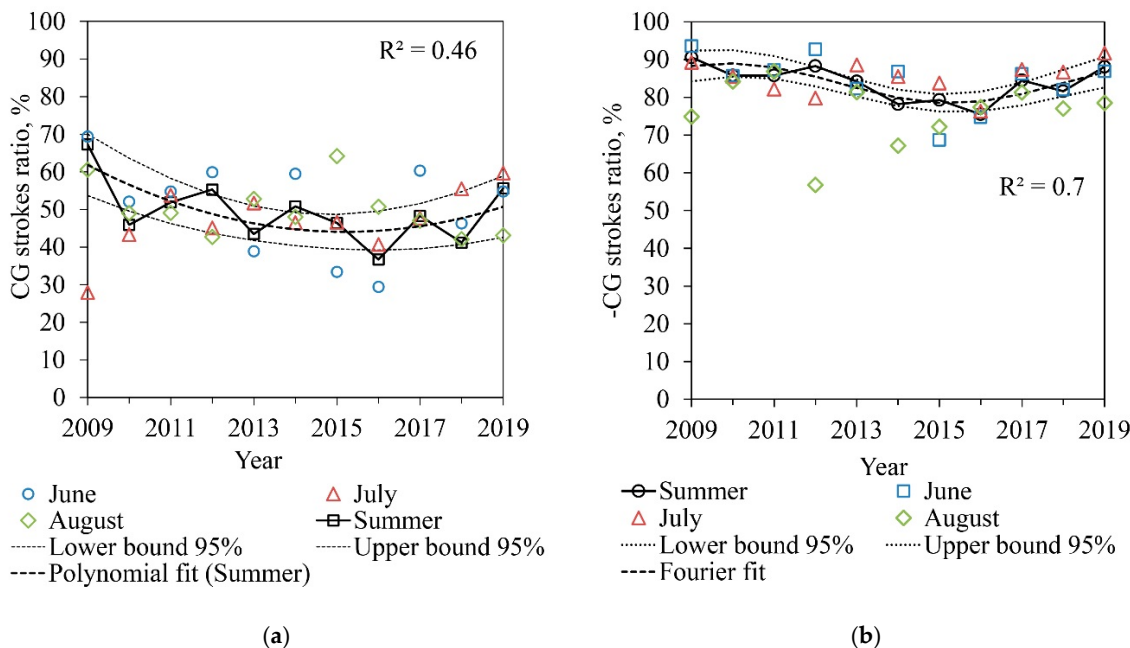 100
90
80
70
60
50
40
30
20
10
0
CG strokes ratio, %
R² = 0.46
2009 2011 2013 2015 2017 2019
Year
June July
August Summer
Lower bound 95% Upper bound 95%
Polynomial fit (Summer)
(a)
100
90
80
70
60
50
40
30
20
10
0
-CG strokes ratio, %
R² = 0.7
2009 2011 2013 2015 2017 2019
Year
Summer June
July August
Lower bound 95% Upper bound 95%
Fourier fit
(b)